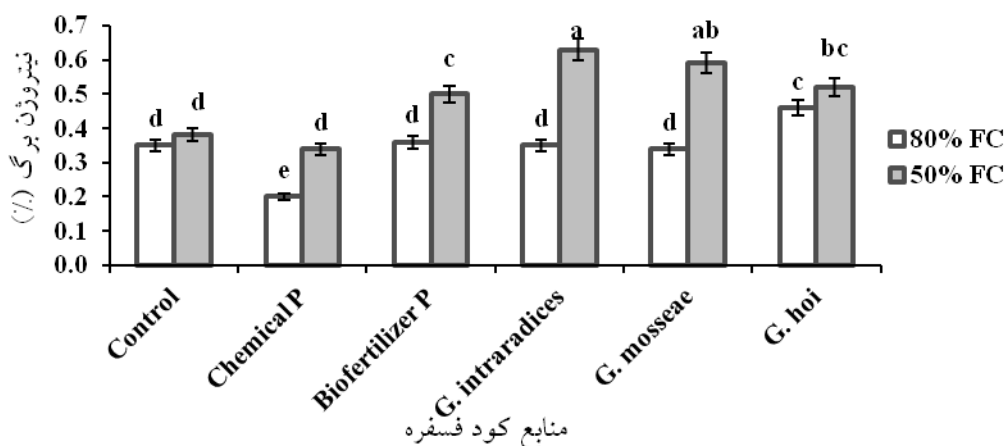 نیتروژن برگ (٪)
0.7
0.6
0.5
0.4
0.3
0.2
0.1
0.0
d d
e d
d c
d a
d ab
c bc
80% FC
50% FC
Control
Chemical P
Biofertilizer P
G. intraradices
G. mosseae
G. hoi
منابع کود فسفره